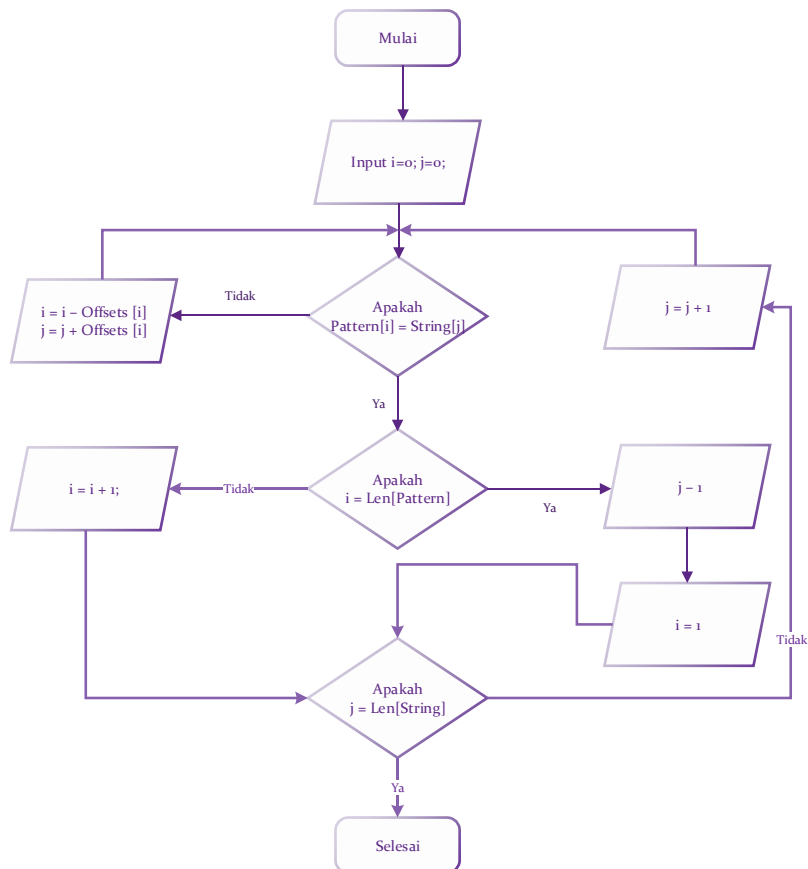 Mulai
Input i=0; j=0;
Tidak
i = i – Offsets [i]
j = j + Offsets [i]
Apakah
Pattern[i] = String[j]
j = j + 1
Ya
i = i + 1;
Tidak
Apakah
i = Len[Pattern]
Ya
j – 1
i = 1
Tidak
Apakah
j = Len[String]
Ya
Selesai